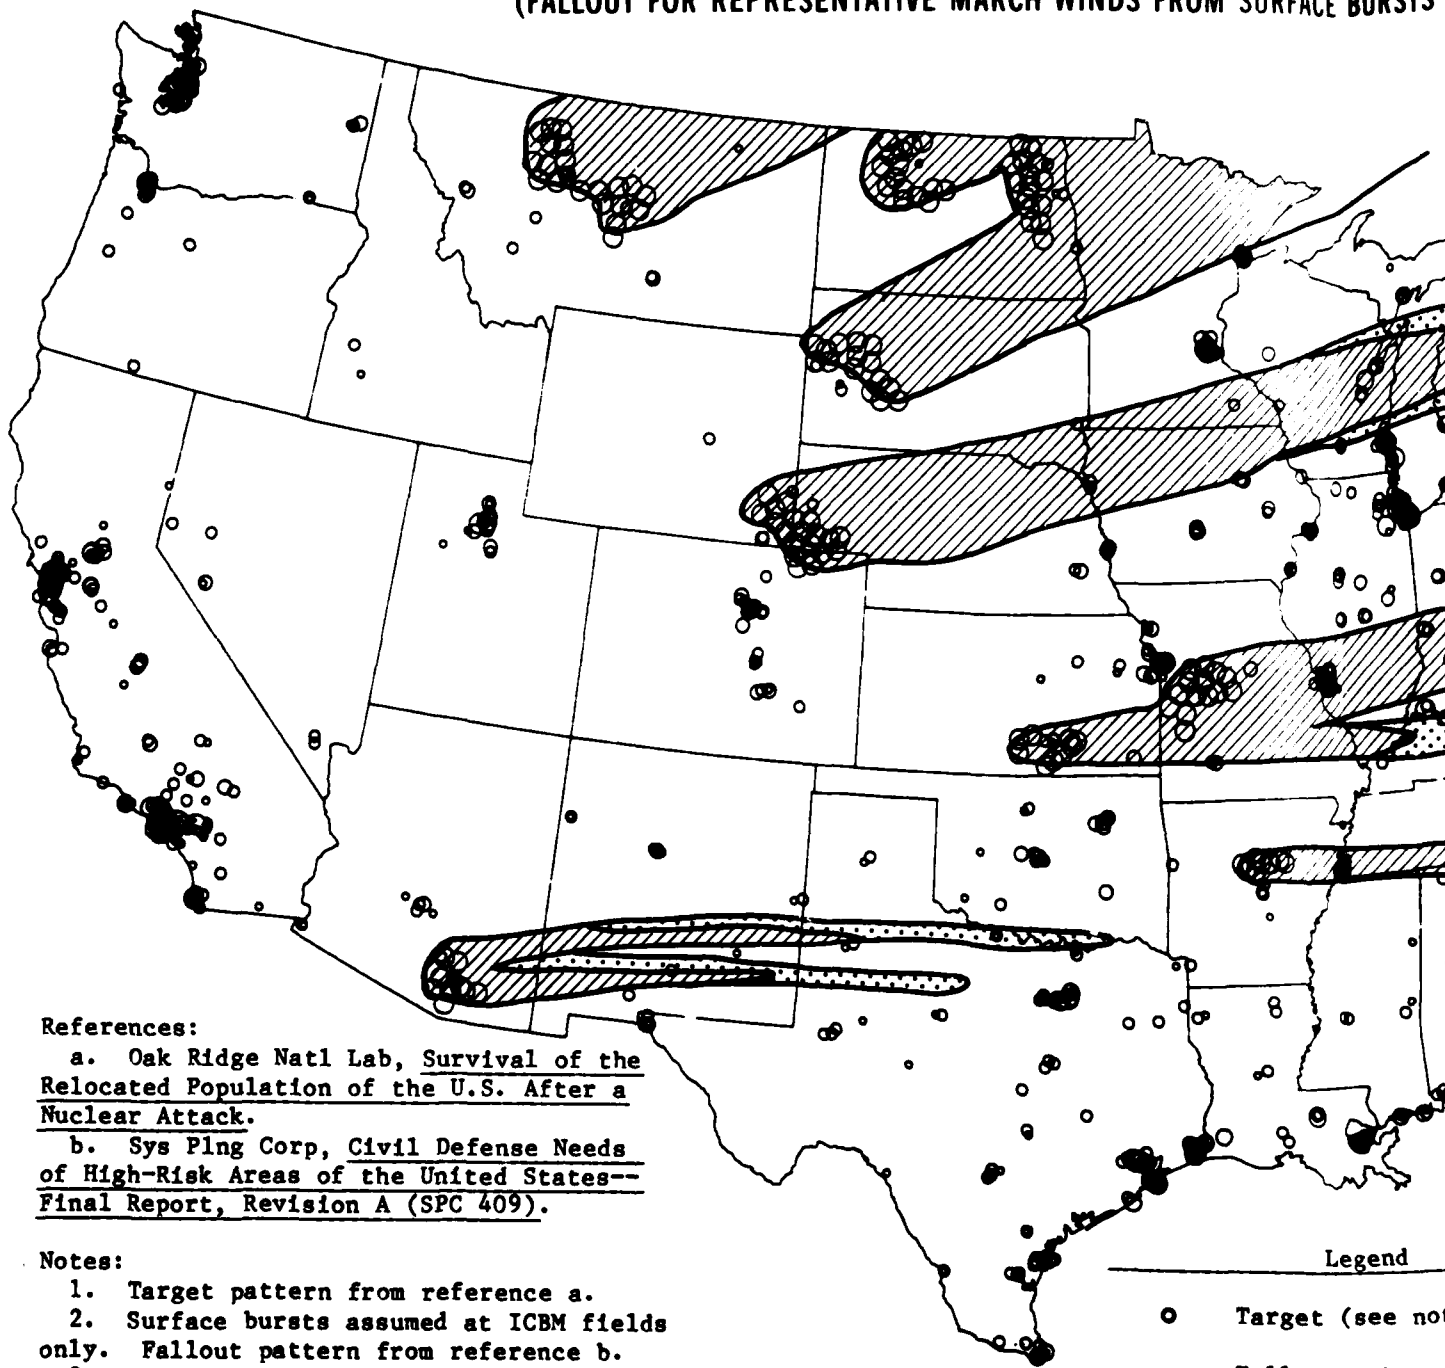 (FALLOUT FOR REPRESENTATIVE MARCH WINDS FROM SURFACE BURSTS
References:
a. Oak Ridge Natl Lab, Survival of the
Relocated Population of the U.S. After a
Nuclear Attack.
b. Sys Plng Corp, Civil Defense Needs
of High-Risk Areas of the United States--
Final Report, Revision A (SPC 409).
Notes:
1. Target pattern from reference a.
2. Surface bursts assumed at ICBM fields
only. Fallout pattern from reference b.
Legend
Target (see not